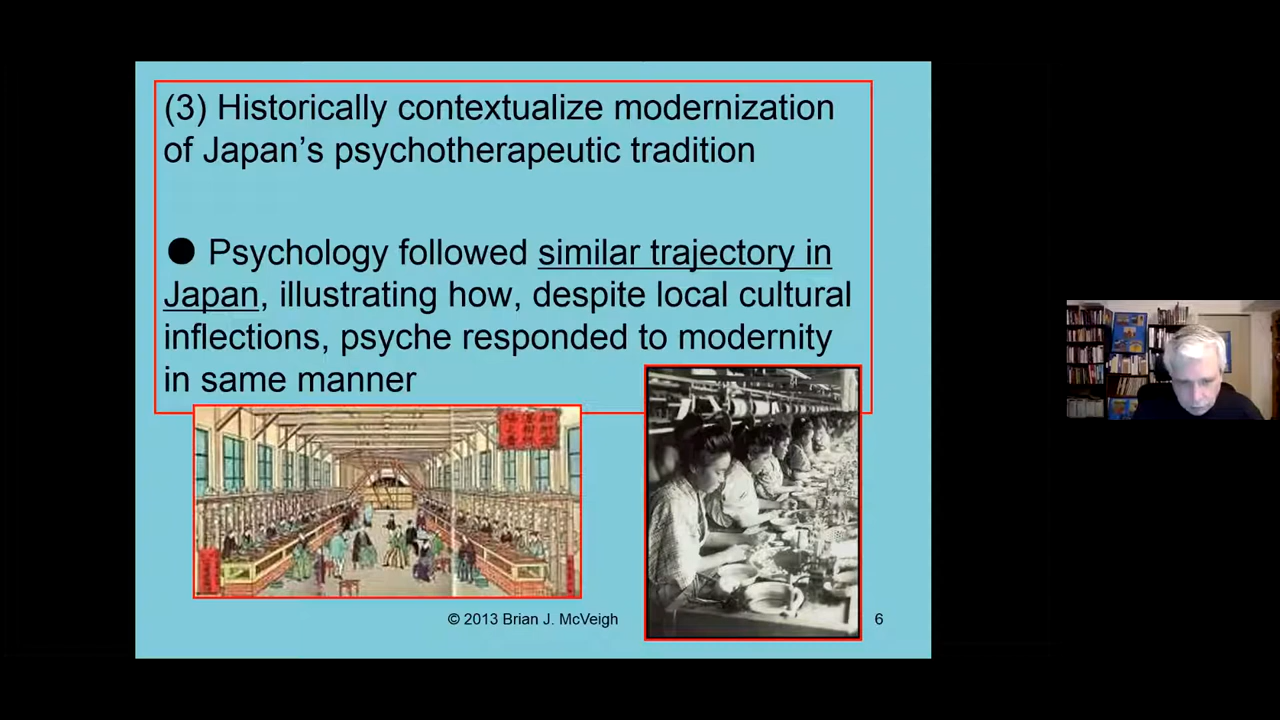 (3) Historically contextualize modernization
of Japan’s psychotherapeutic tradition
● Psychology followed similar trajectory in
Japan, illustrating how, despite local cultural
inflections, psyche responded to modernity
in same manner
© 2013 Brian J. McVeigh
6